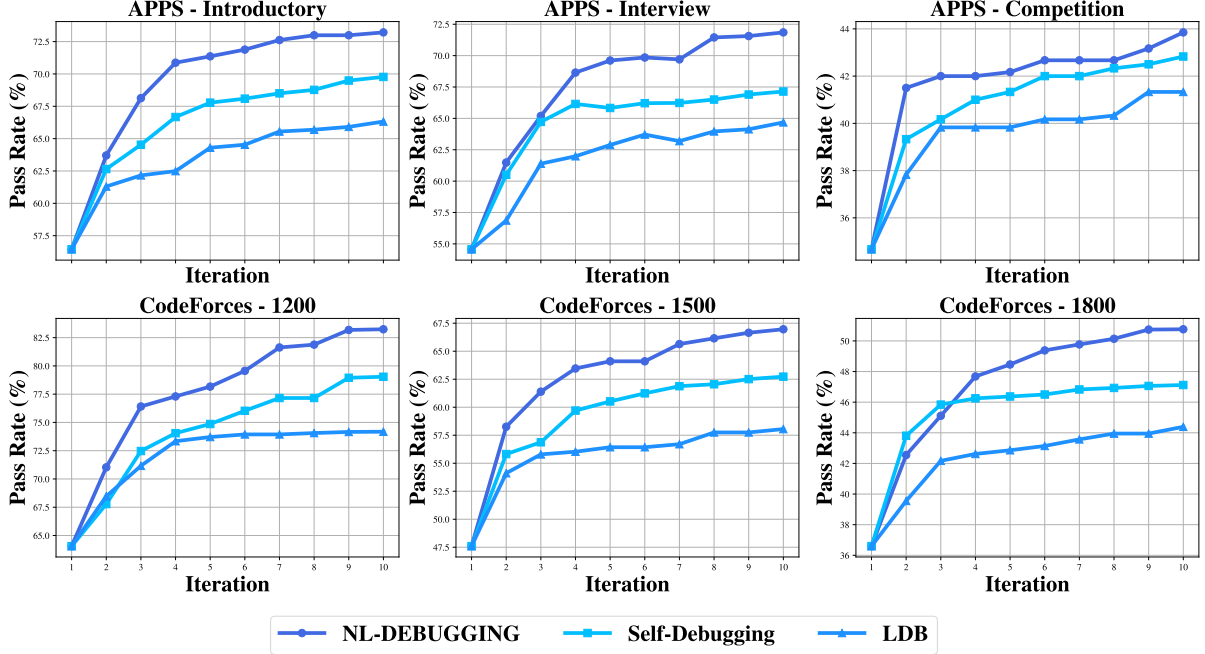 APPS - Introductory
APPS - Interview
APPS - Competition
Pass Rate (%)
72.5
70.0
67.5
65.0
62.5
60.0
57.5
Iteration
Pass Rate (%)
72.5
70.0
67.5
65.0
62.5
60.0
57.5
55.0
Iteration
Pass Rate (%)
44
42
40
38
36
Iteration
CodeForces - 1200
CodeForces - 1500
CodeForces - 1800
Pass Rate (%)
82.5
80.0
77.5
75.0
72.5
70.0
67.5
65.0
1 2 3 4 5 6 7 8 9 10
Iteration
Pass Rate (%)
67.5
65.0
62.5
60.0
57.5
55.0
52.5
50.0
47.5
1 2 3 4 5 6 7 8 9 10
Iteration
Pass Rate (%)
50
48
46
44
42
40
38
36
1 2 3 4 5 6 7 8 9 10
Iteration
NL-DEBUGGING Self-Debugging LDB